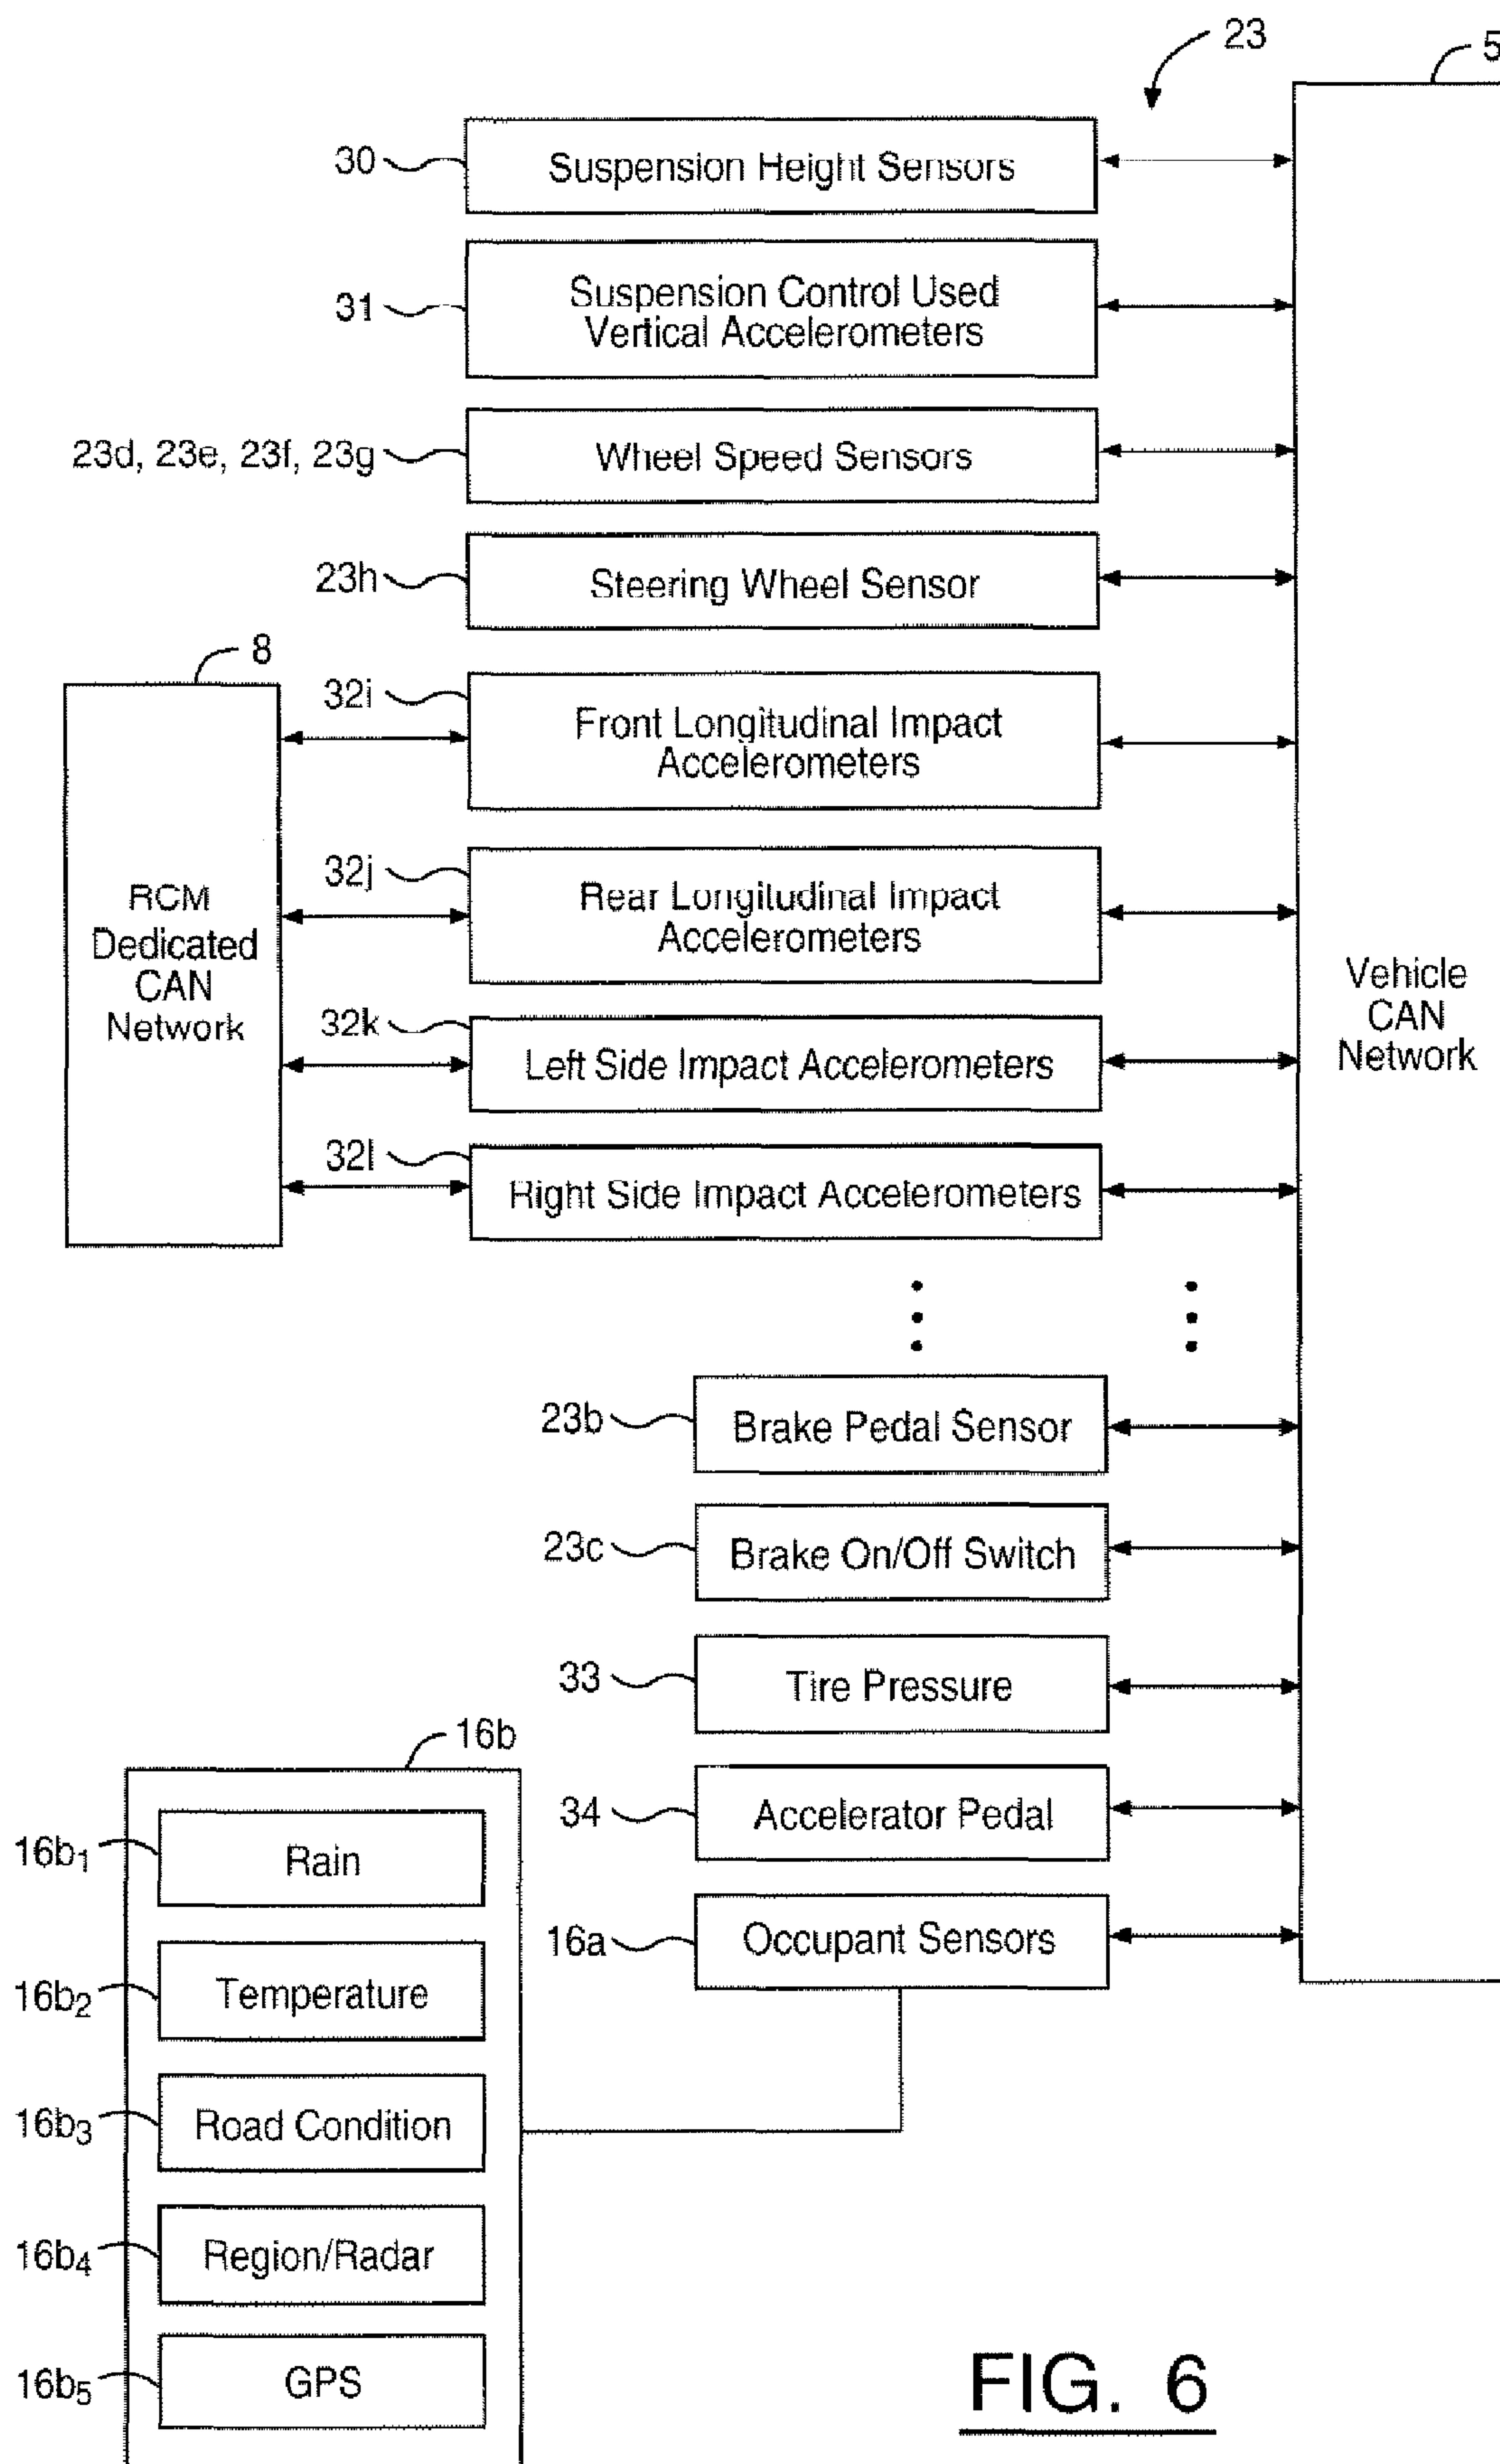 23
5
30
Suspension Height Sensors
31
Suspension Control Used
Vertical Accelerometers
23d, 23e, 23f, 23g
Wheel Speed Sensors
23h
Steering Wheel Sensor
8
32i
Front Longitudinal Impact
Accelerometers
32j
Rear Longitudinal Impact
Accelerometers
RCM
Dedicated
CAN
Network
Vehicle
CAN
Network
32k
Left Side Impact Accelerometers
32l
Right Side Impact Accelerometers
23b
Brake Pedal Sensor
23c
Brake On/Off Switch
33
Tire Pressure
16b
34
Accelerator Pedal
16b1
Rain
16a
Occupant Sensors
16b2
Temperature
16b3
Road Condition
16b4
Region/Radar
16b5
GPS
FIG. 6